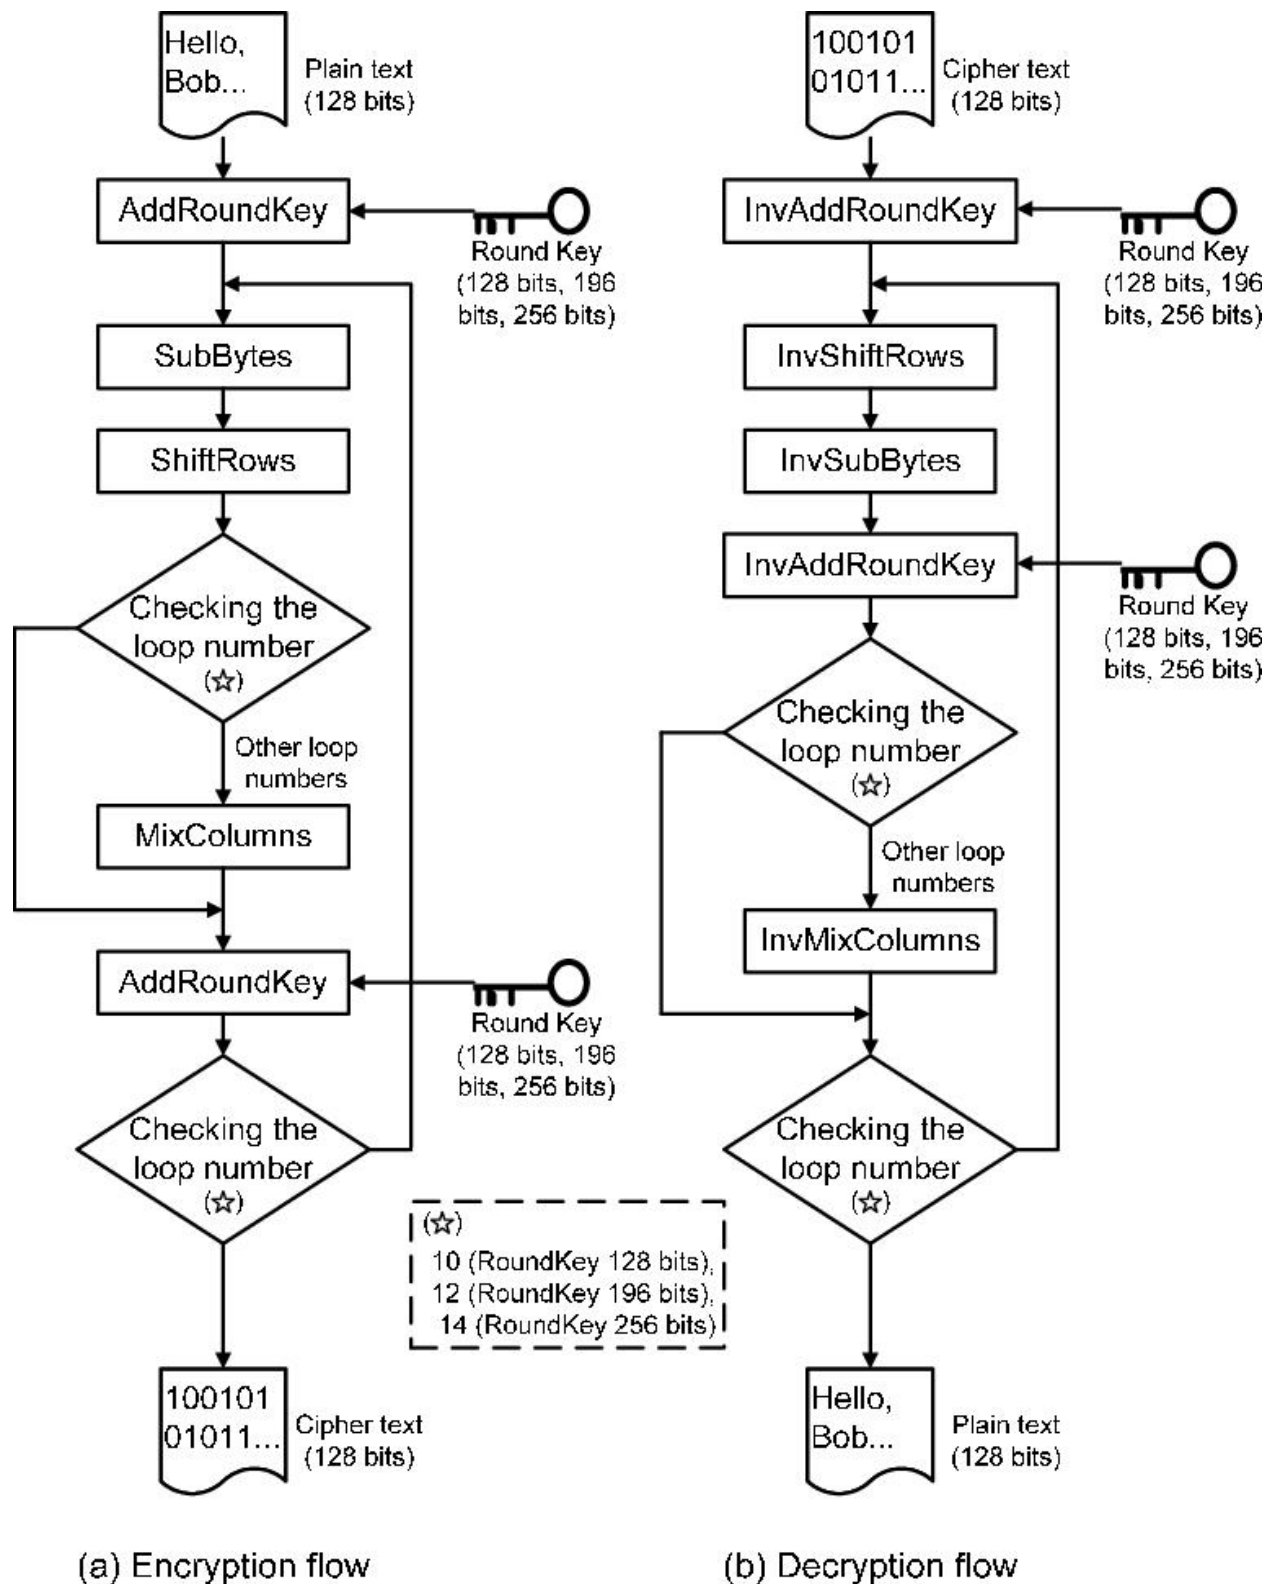 Hello,
Bob...
Plain text
(128 bits)
AddRoundKey
Round Key
(128 bits, 196
bits, 256 bits)
SubBytes
ShiftRows
Checking the
loop number
(☆)
Other loop
numbers
MixColumns
AddRoundKey
Round Key
(128 bits, 196
bits, 256 bits)
Checking the
loop number
(☆)
100101
01011...
Cipher text
(128 bits)
(a) Encryption flow
(☆)
10 (RoundKey 128 bits),
12 (RoundKey 196 bits),
14 (RoundKey 256 bits)
100101
01011...
Cipher text
(128 bits)
InvAddRoundKey
Round Key
(128 bits, 196
bits, 256 bits)
InvShiftRows
InvSubBytes
InvAddRoundKey
Round Key
(128 bits, 196
bits, 256 bits)
Checking the
loop number
(☆)
Other loop
numbers
InvMixColumns
Checking the
loop number
(☆)
Hello,
Bob...
Plain text
(128 bits)
(b) Decryption flow